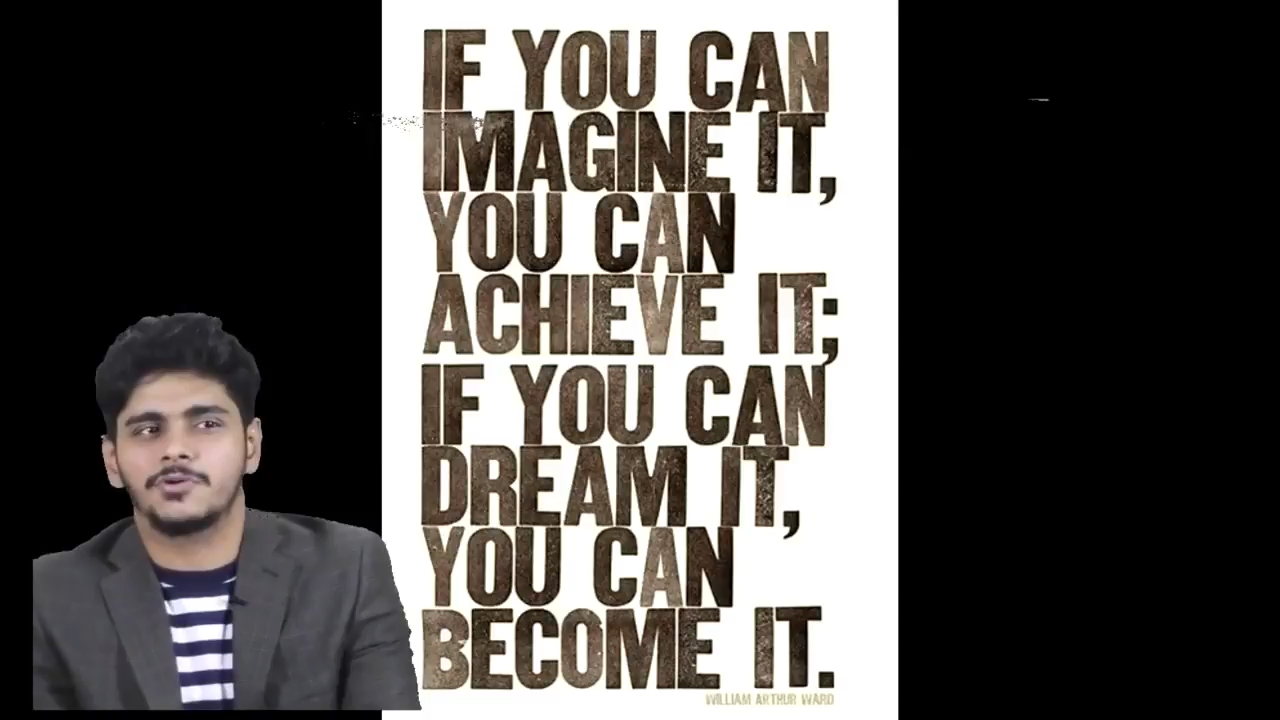 IF YOU CAN
IMAGINE IT,
YOU CAN
ACHIEVE IT;
IF YOU CAN
DREAM IT,
YOU CAN
BECOME IT.
WILLIAM ARTHUR WARD